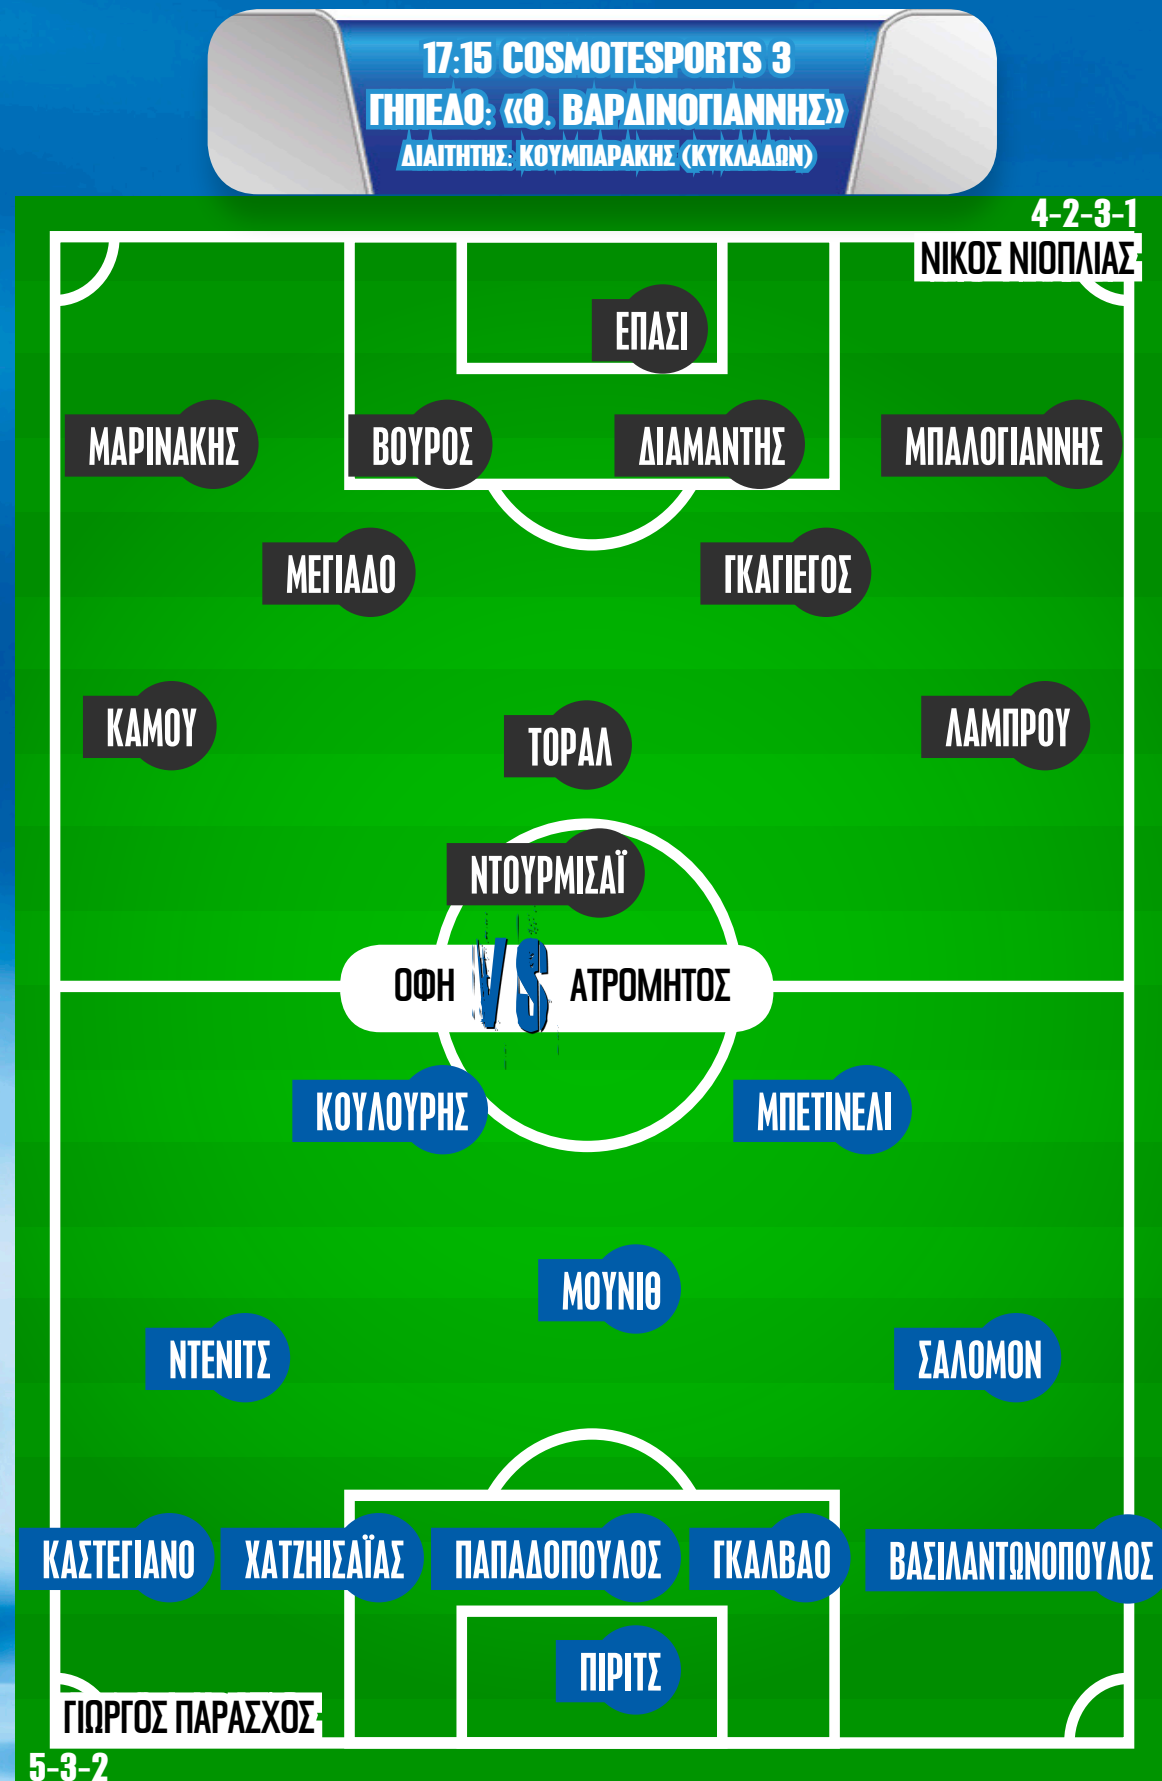 17:15 COSMOTESPORTS 3
ΓΗΠΕΔΟ: «Θ. ΒΑΡΔΙΝΟΓΙΑΝΝΗΣ»
ΔΙΑΙΤΗΤΗΣ: ΚΟΥΜΠΑΡΑΚΗΣ (ΚΥΚΛΑΔΩΝ)
4-2-3-1
ΝΙΚΟΣ ΝΙΟΠΛΙΑΣ
ΕΠΑΣΙ
ΜΑΡΙΝΑΚΗΣ ΒΟΥΡΟΣ ΔΙΑΜΑΝΤΗΣ ΜΠΑΛΟΓΙΑΝΝΗΣ
ΜΕΓΙΑΔΟ ΓΚΑΓΙΕΓΟΣ
ΚΑΜΟΥ ΤΟΡΑΛ ΛΑΜΠΡΟΥ
ΝΤΟΥΡΜΙΣΑΪ
ΟΦΗ VS ΑΤΡΟΜΗΤΟΣ
ΚΟΥΛΟΥΡΗΣ ΜΠΕΤΙΝΕΛΙ
ΜΟΥΝΙΘ
ΝΤΕΝΙΤΣ ΣΑΛΟΜΟΝ
ΚΑΣΤΕΓΙΑΝΟ ΧΑΤΖΗΙΣΑΪΑΣ ΠΑΠΑΔΟΠΟΥΛΟΣ ΓΚΑΛΒΑΟ ΒΑΣΙΛΑΝΤΩΝΟΠΟΥΛΟΣ
ΠΙΡΙΤΣ
ΓΙΩΡΓΟΣ ΠΑΡΑΣΧΟΣ
5-3-2